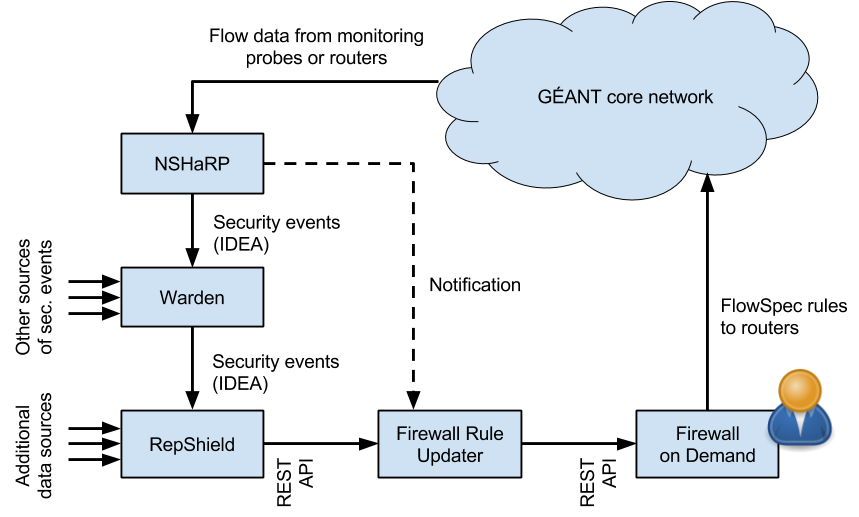 Flow data from monitoring
probes or routers
GÉANT core network
NSHaRP
Security events
(IDEA)
Other sources
of sec. events
Warden
Notification
FlowSpec rules
to routers
Security events
(IDEA)
Additional
data sources
RepShield
REST
API
Firewall Rule
Updater
REST
API
Firewall
on Demand